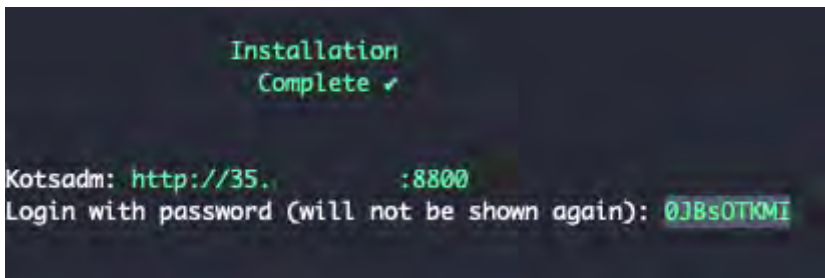 Installation
Complete ✔
Kotsadm: http://35. :8800
Login with password (will not be shown again): 0JBsOTKMI